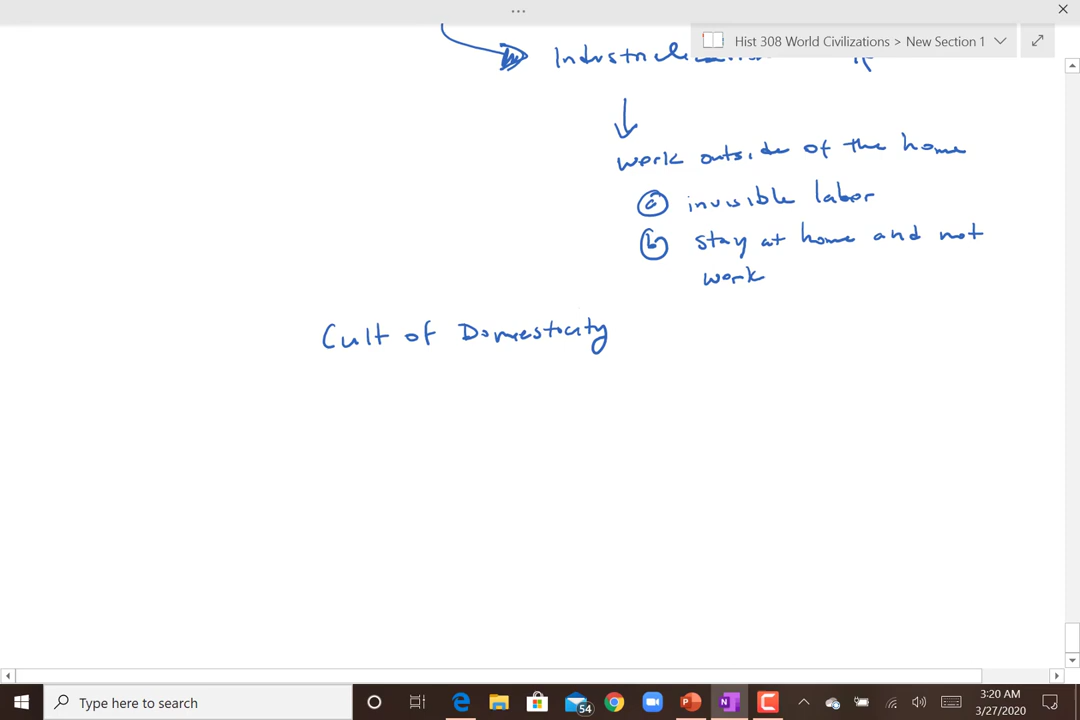 Hist 308 World Civilizations > New Section 1
work outside of the home
a invisible labor
b stay at home and not
work
Cult of Domesticity
Type here to search
54
3:20 AM
3/27/2020